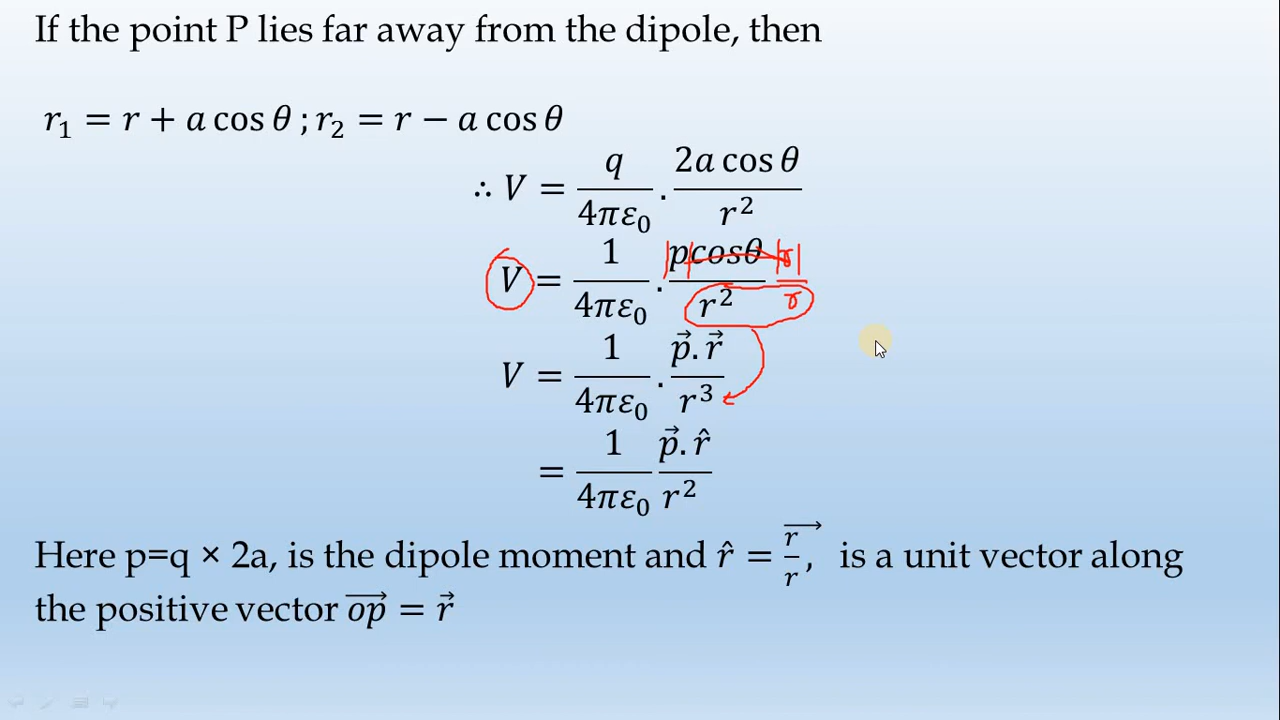 If the point P lies far away from the dipole, then
r₁ = r + a cos θ ; r₂ = r − a cos θ
∴ V = q/4πε₀ . 2a cos θ/r²
V = 1/4πε₀ . pcosθ/r² |r|/r
V = 1/4πε₀ . p⃗.r⃗/r³
= 1/4πε₀ p⃗.r̂/r²
Here p=q × 2a, is the dipole moment and r̂ = r⃗/r, is a unit vector along
the positive vector o͞p⃗ = r⃗